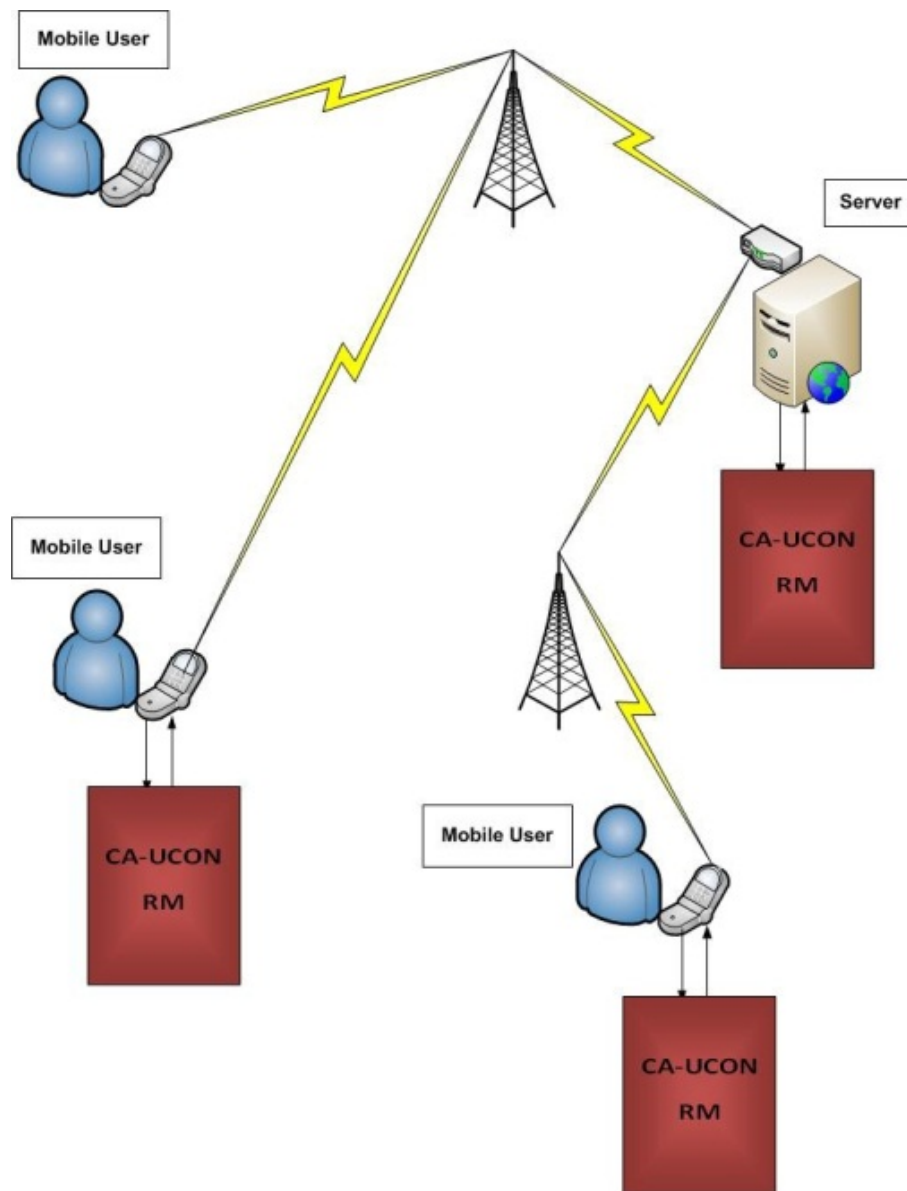 Mobile User
Server
CA-UCON
RM
Mobile User
CA-UCON
RM
Mobile User
CA-UCON
RM